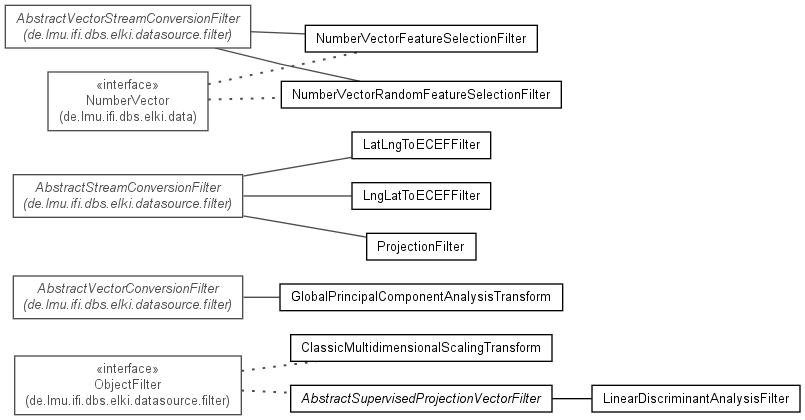 AbstractVectorStreamConversionFilter
(de.lmu.ifi.dbs.elki.datasource.filter)
NumberVectorFeatureSelectionFilter
«interface»
NumberVector
(de.lmu.ifi.dbs.elki.data)
NumberVectorRandomFeatureSelectionFilter
LatLngToECEFFilter
AbstractStreamConversionFilter
(de.lmu.ifi.dbs.elki.datasource.filter)
LngLatToECEFFilter
ProjectionFilter
AbstractVectorConversionFilter
(de.lmu.ifi.dbs.elki.datasource.filter)
GlobalPrincipalComponentAnalysisTransform
ClassicMultidimensionalScalingTransform
«interface»
ObjectFilter
(de.lmu.ifi.dbs.elki.datasource.filter)
AbstractSupervisedProjectionVectorFilter
LinearDiscriminantAnalysisFilter